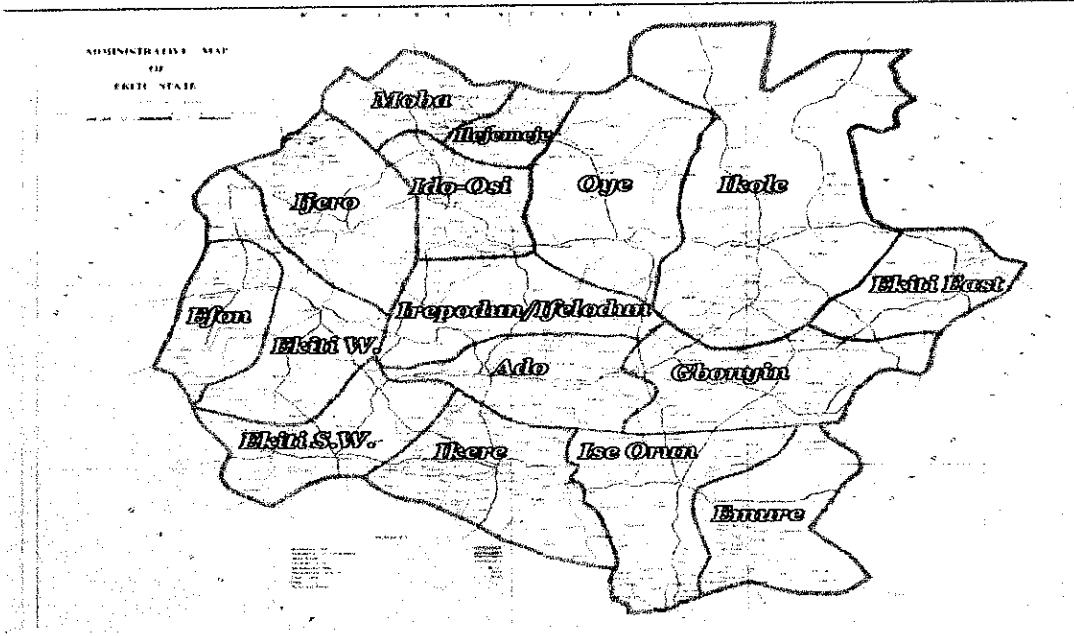 ADMINISTRATIVE MAP
OF
EKITI STATE
Moba
Ilejemeje
Ijero
Ido-Osi
Oye
Ikole
Ekiti East
Efon
Irepodun/Ifelodun
Ekiti W.
Ado
Gbonyin
Ekiti S.W.
Ikere
Ise Orun
Emure